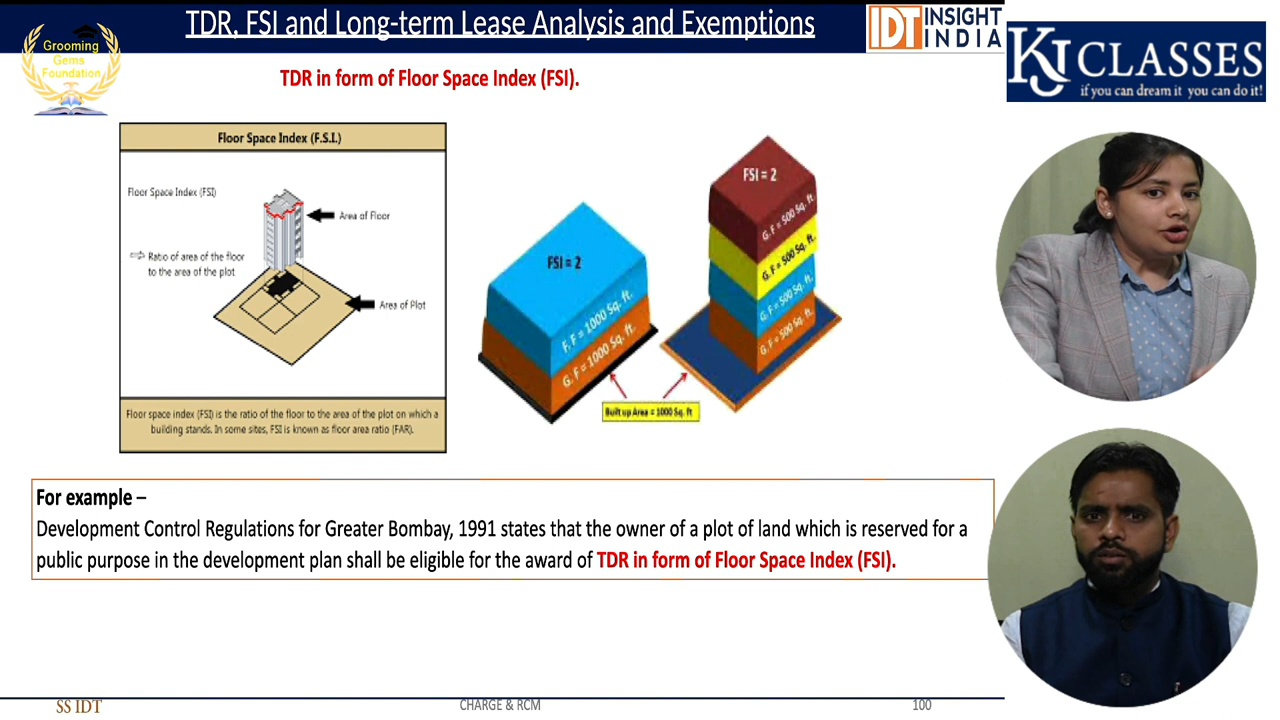 TDR, FSI and Long-term Lease Analysis and Exemptions
Grooming
Gems
Foundation
IDT INSIGHT
INDIA
KJ CLASSES
if you can dream it you can do it!
TDR in form of Floor Space Index (FSI).
Floor Space Index (F.S.I.)
Floor Space Index (FSI)
Area of Floor
Ratio of area of the floor
to the area of the plot
Area of Plot
Floor space index (FSI) is the ratio of the floor to the area of the plot on which a
building stands. In some sites, FSI is known as floor area ratio (FAR).
FSI = 2
F. F = 1000 Sq. ft.
G. F = 1000 Sq. ft.
FSI = 2
G. F = 500 Sq. ft.
G. F = 500 Sq. ft.
G. F = 500 Sq. ft.
G. F = 500 Sq. ft.
Built up Area = 1000 Sq. ft
For example –
Development Control Regulations for Greater Bombay, 1991 states that the owner of a plot of land which is reserved for a
public purpose in the development plan shall be eligible for the award of TDR in form of Floor Space Index (FSI).
SS IDT
CHARGE & RCM
100